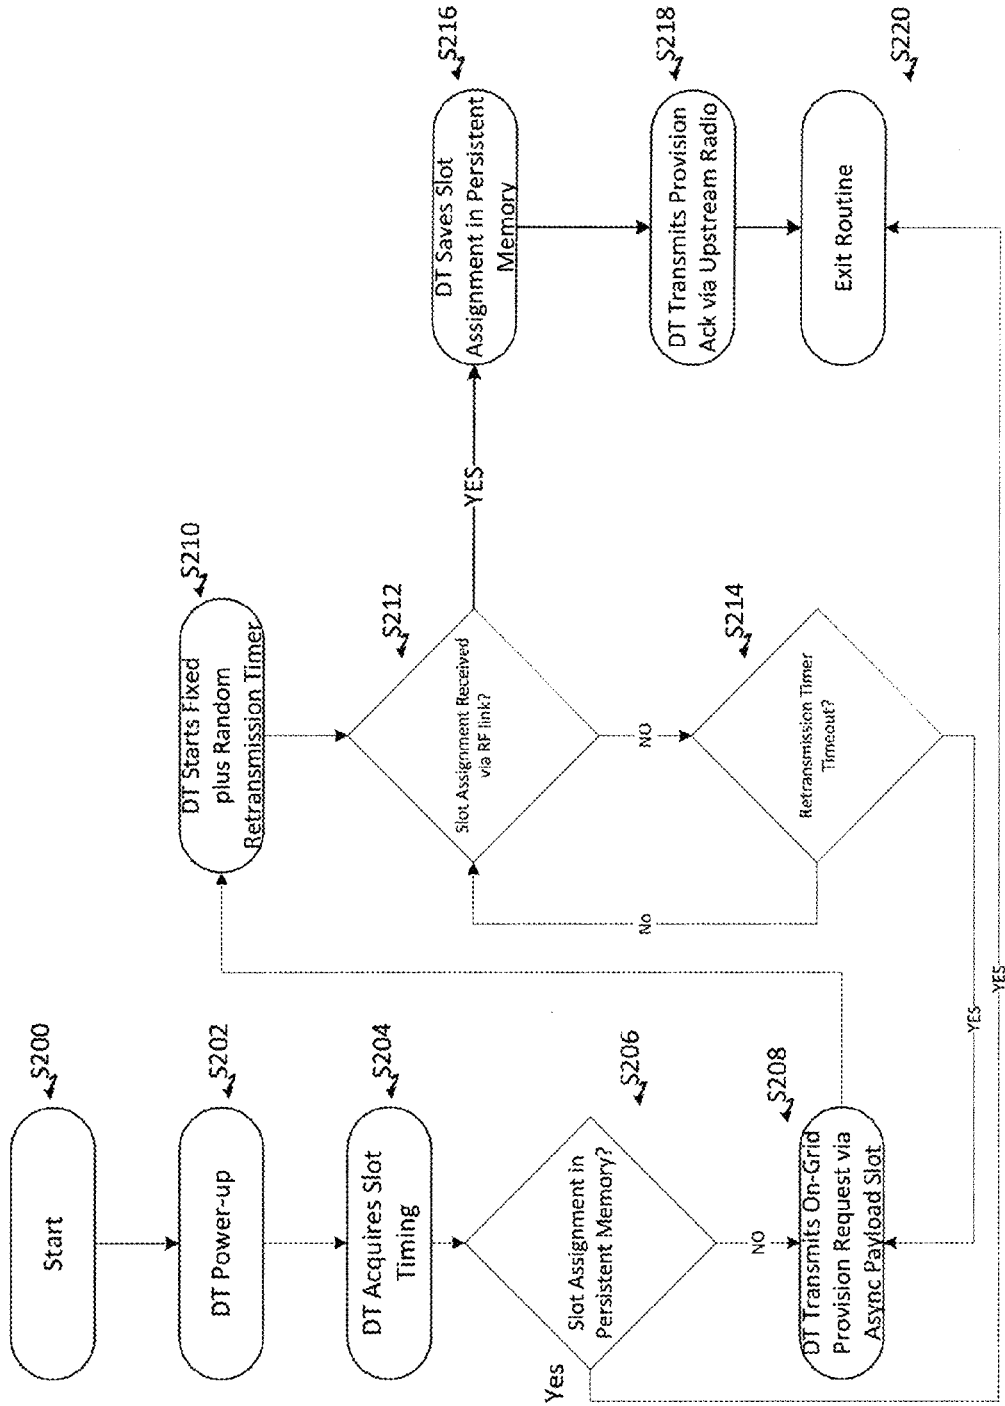 Start
S200
DT Power-up
S202
DT Acquires Slot
Timing
S204
Slot Assignment in
Persistent Memory?
S206
Yes
NO
DT Transmits On-Grid
Provision Request via
Async Payload Slot
S208
DT Starts Fixed
plus Random
Retransmission Timer
S210
Slot Assignment Received
via RF link?
S212
NO
NO
Retransmission Timer
Timeout?
S214
YES
YES
YES
DT Saves Slot
Assignment in Persistent
Memory
S216
DT Transmits Provision
Ack via Upstream Radio
S218
Exit Routine
S220